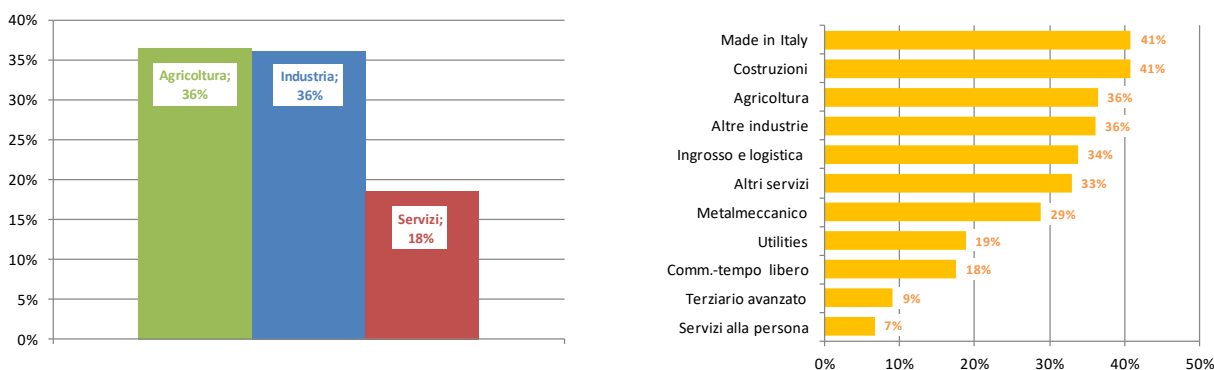 40%
35%
30%
25%
20%
15%
10%
5%
0%
Agricoltura;
36%
Industria;
36%
Servizi;
18%
Made in Italy
41%
Costruzioni
41%
Agricoltura
36%
Altre industrie
36%
Ingrosso e logistica
34%
Altri servizi
33%
Metalmeccanico
29%
Utilities
19%
Comm.-tempo libero
18%
Terziario avanzato
9%
Servizi alla persona
7%
0%
10%
20%
30%
40%
50%